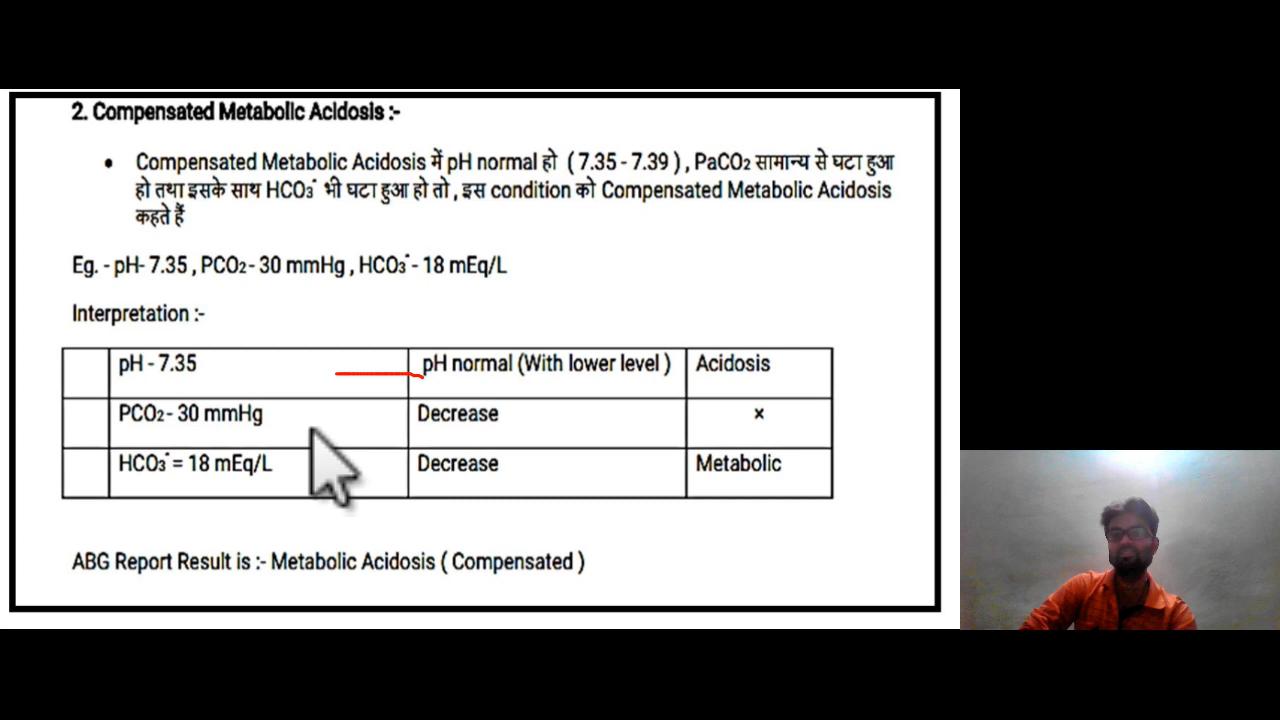 2. Compensated Metabolic Acidosis :-
• Compensated Metabolic Acidosis में pH normal हो ( 7.35 - 7.39 ) , PaCO₂ सामान्य से घटा हुआ
हो तथा इसके साथ HCO₃⁻ भी घटा हुआ हो तो , इस condition को Compensated Metabolic Acidosis
कहते हैं
Eg. - pH- 7.35 , PCO₂ - 30 mmHg , HCO₃⁻ - 18 mEq/L
Interpretation :-
pH - 7.35 pH normal (With lower level ) Acidosis
PCO₂ - 30 mmHg Decrease ×
HCO₃⁻ = 18 mEq/L Decrease Metabolic
ABG Report Result is :- Metabolic Acidosis ( Compensated )